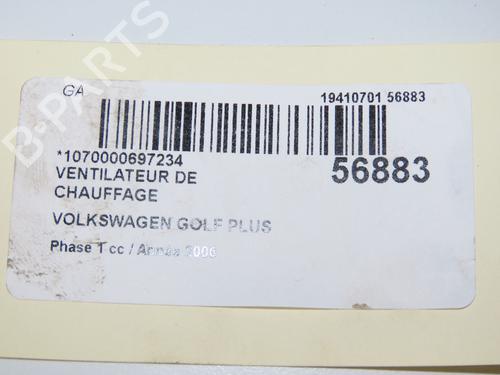 GA
19410701 56883
*1070000697234
56883
VENTILATEUR DE
CHAUFFAGE
VOLKSWAGEN GOLF PLUS
Phase 1 cc / Année 2006
B-PARTS